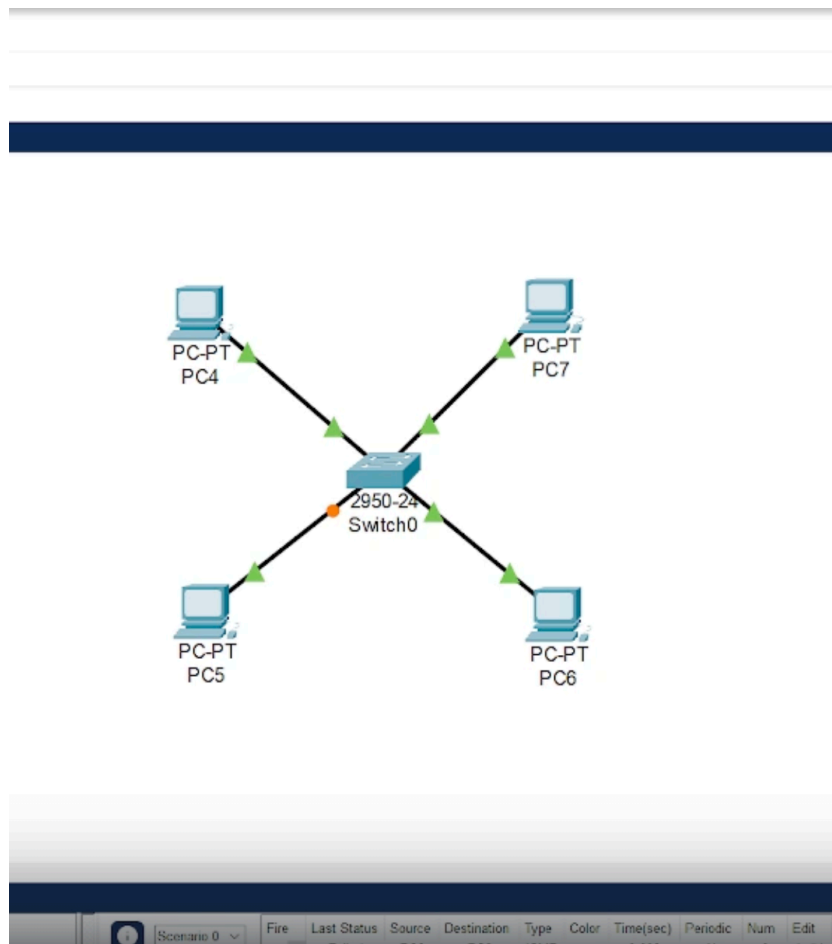 PC-PT
PC4
PC-PT
PC7
2950-24
Switch0
PC-PT
PC5
PC-PT
PC6
Scenario 0
Fire Last Status Source Destination Type Color Time(sec) Periodic Num Edit